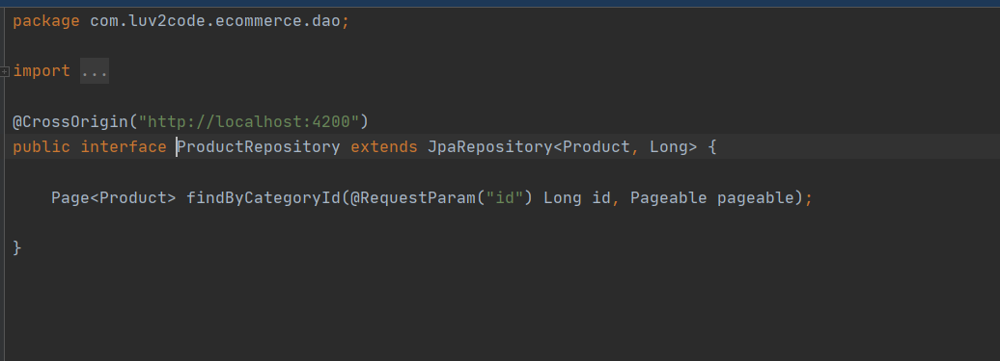 package com.luv2code.ecommerce.dao;
import ...
@CrossOrigin("http://localhost:4200")
public interface ProductRepository extends JpaRepository<Product, Long> {
Page<Product> findByCategoryId(@RequestParam("id") Long id, Pageable pageable);
}